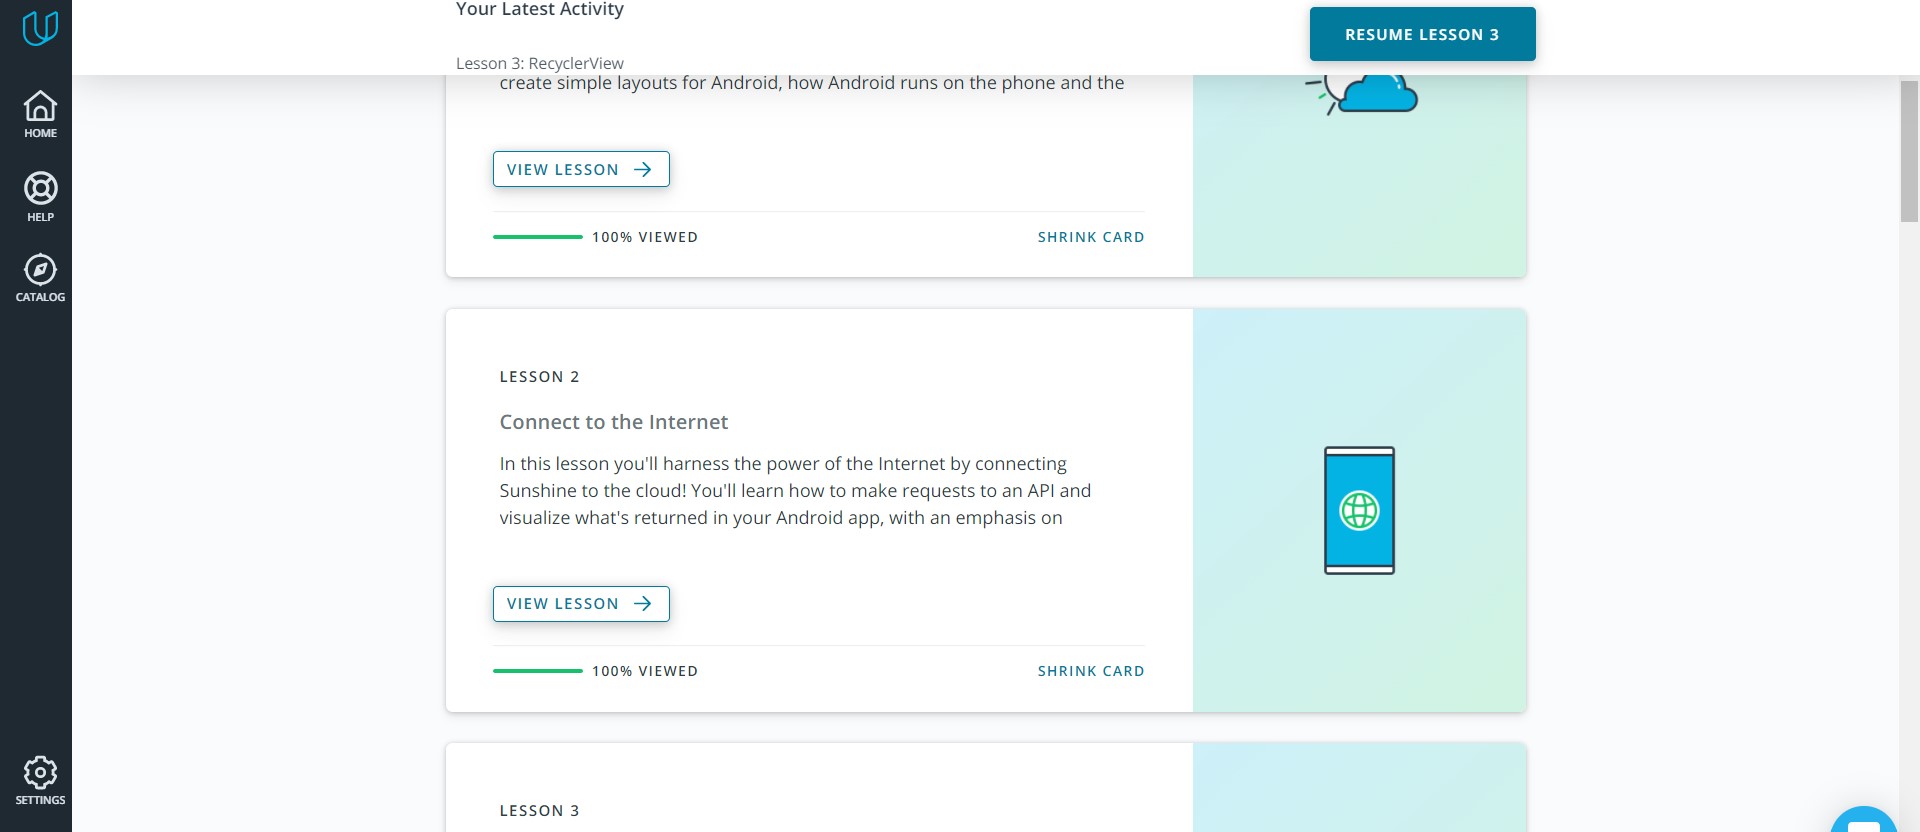 Your Latest Activity
RESUME LESSON 3
Lesson 3: RecyclerView
HOME
HELP
CATALOG
SETTINGS
create simple layouts for Android, how Android runs on the phone and the
VIEW LESSON
100% VIEWED
SHRINK CARD
LESSON 2
Connect to the Internet
In this lesson you'll harness the power of the Internet by connecting
Sunshine to the cloud! You'll learn how to make requests to an API and
visualize what's returned in your Android app, with an emphasis on
VIEW LESSON
100% VIEWED
SHRINK CARD
LESSON 3